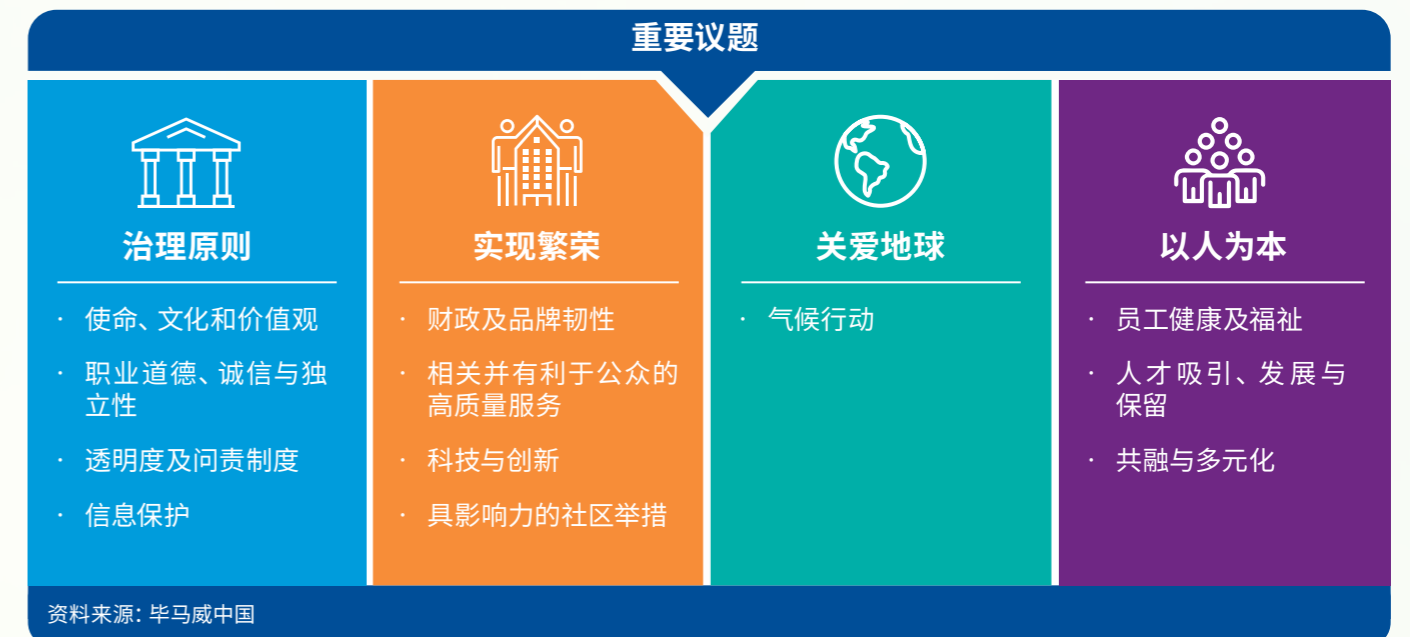 重要议题
治理原则
· 使命、文化和价值观
· 职业道德、诚信与独
立性
· 透明度及问责制度
· 信息保护
实现繁荣
· 财政及品牌韧性
· 相关并有利于公众的
高质量服务
· 科技与创新
· 具影响力的社区举措
关爱地球
· 气候行动
以人为本
· 员工健康及福祉
· 人才吸引、发展与
保留
· 共融与多元化
资料来源：毕马威中国